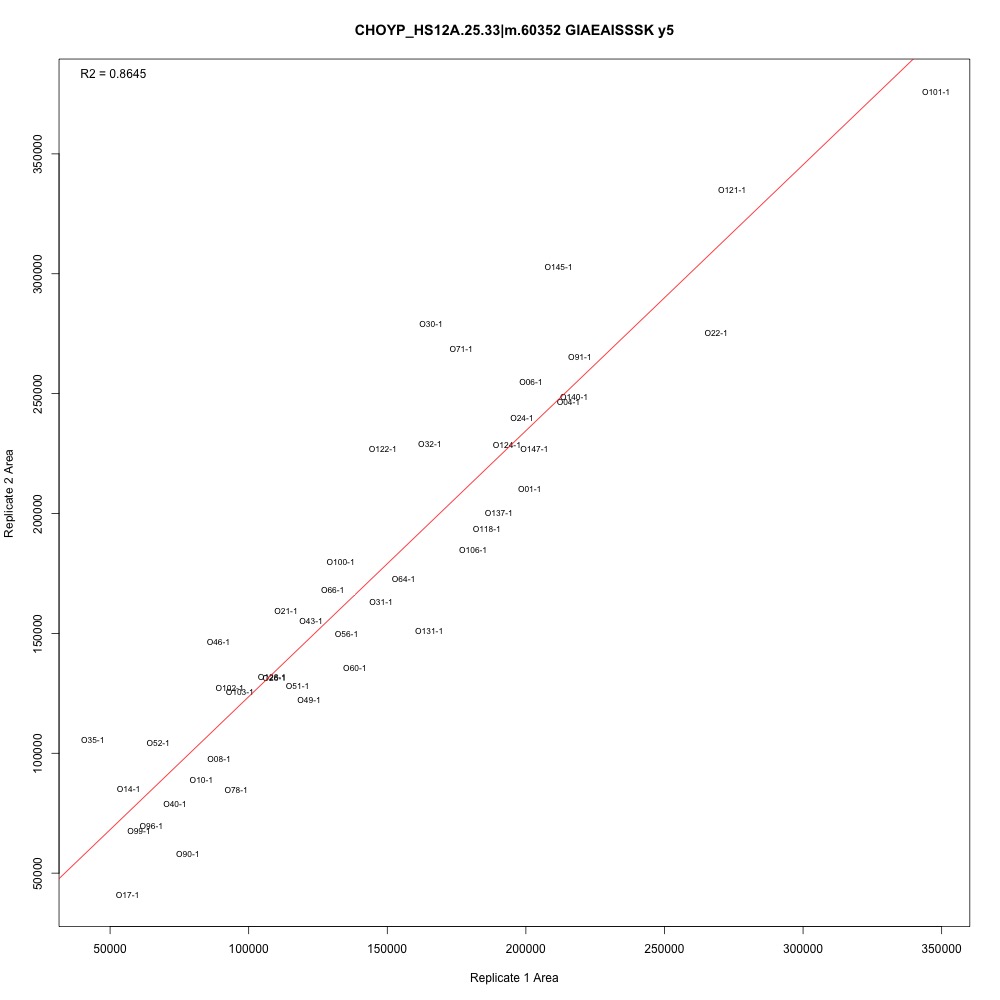 CHOYP_HS12A.25.33|m.60352 GIAEAISSSK y5
R2 = 0.8645
O101-1
O121-1
O145-1
O30-1
O22-1
O71-1
O91-1
O06-1
O140-1
O04-1
O24-1
O32-1
O124-1
O122-1
O147-1
O01-1
O137-1
O118-1
O106-1
O100-1
O64-1
O66-1
O31-1
O21-1
O43-1
O131-1
O56-1
O46-1
O60-1
O51-1
O102-1
O103-1
O49-1
O35-1
O52-1
O08-1
O10-1
O14-1
O78-1
O40-1
O96-1
O99-1
O90-1
O17-1
50000
100000
150000
200000
250000
300000
350000
Replicate 2 Area
50000
100000
150000
200000
250000
300000
350000
Replicate 1 Area